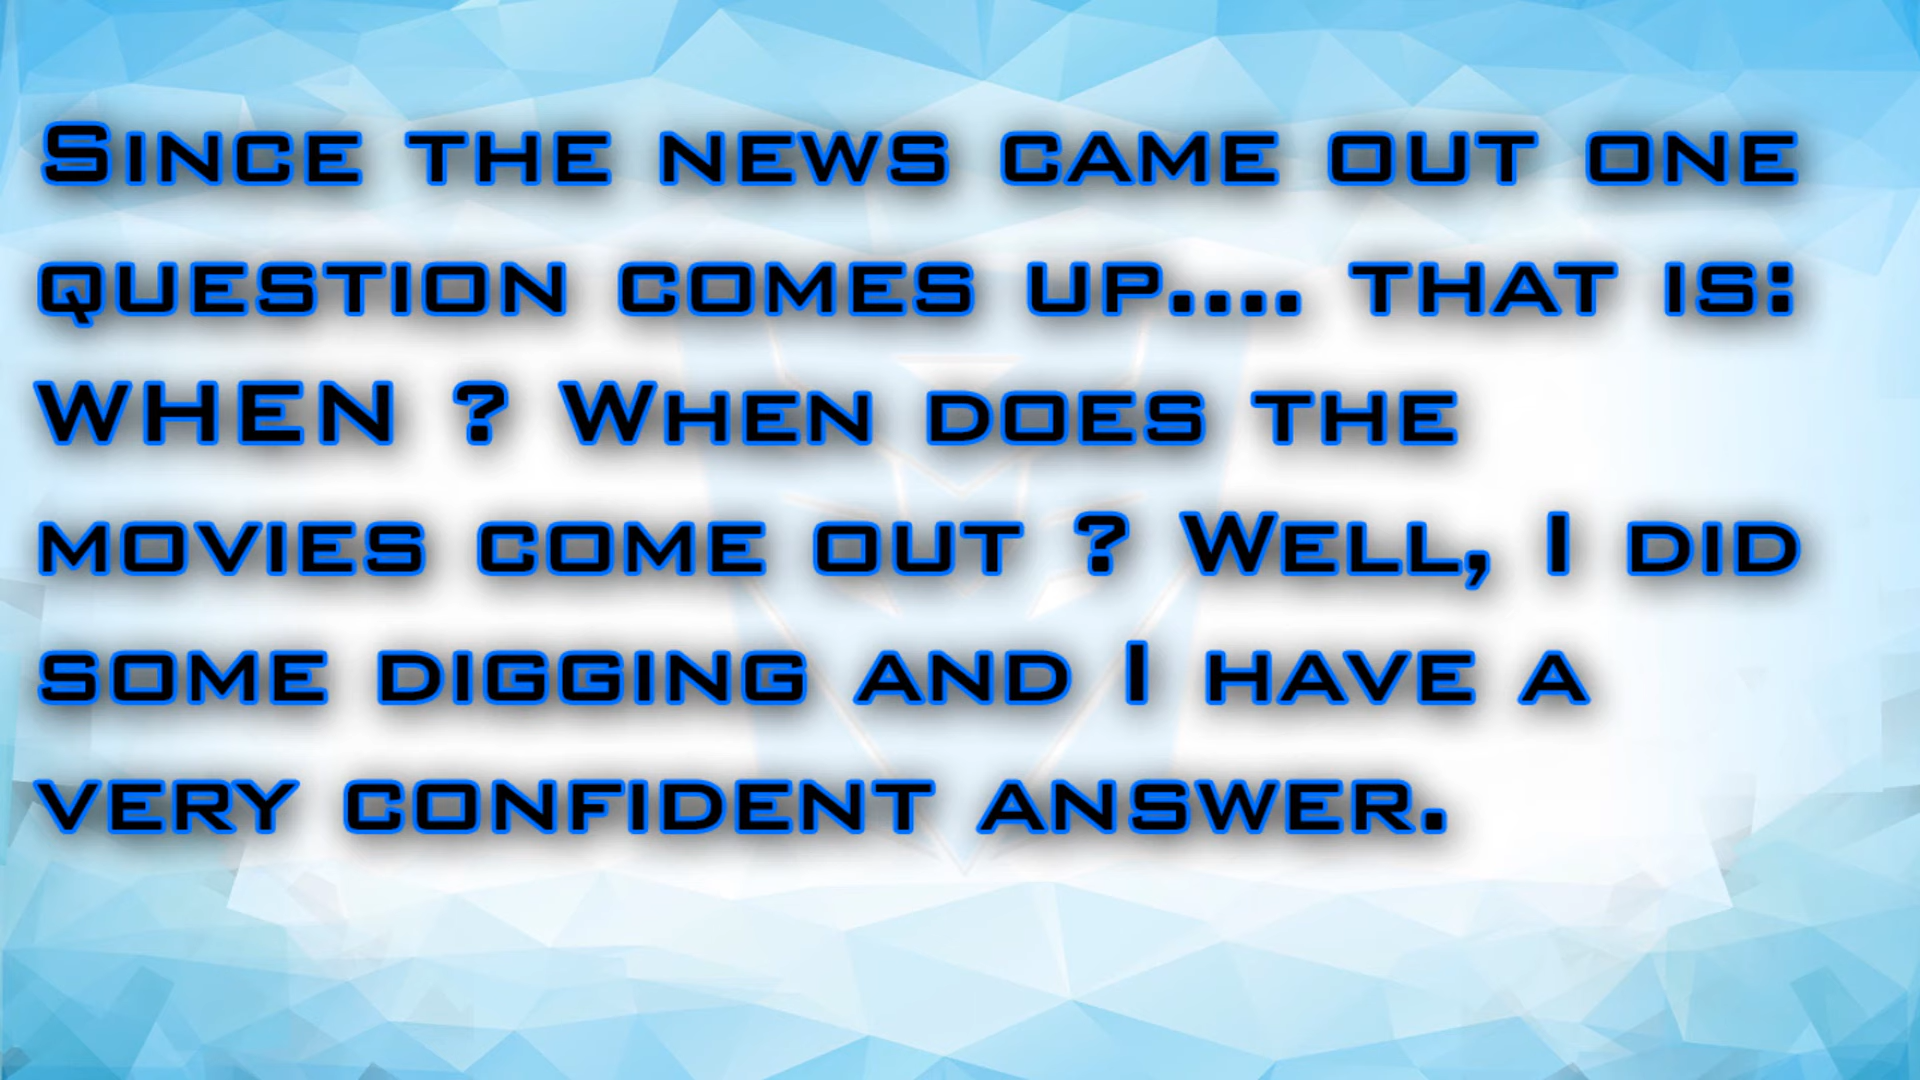 Since the news came out one
question comes up.... that is:
WHEN ? When does the
movies come out ? Well, I did
some digging and I have a
very confident answer.